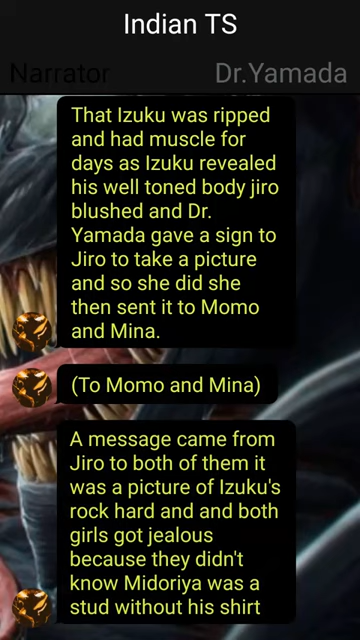 Indian TS
Narrator
Dr.Yamada
That Izuku was ripped
and had muscle for
days as Izuku revealed
his well toned body jiro
blushed and Dr.
Yamada gave a sign to
Jiro to take a picture
and so she did she
then sent it to Momo
and Mina.
(To Momo and Mina)
A message came from
Jiro to both of them it
was a picture of Izuku's
rock hard and and both
girls got jealous
because they didn't
know Midoriya was a
stud without his shirt